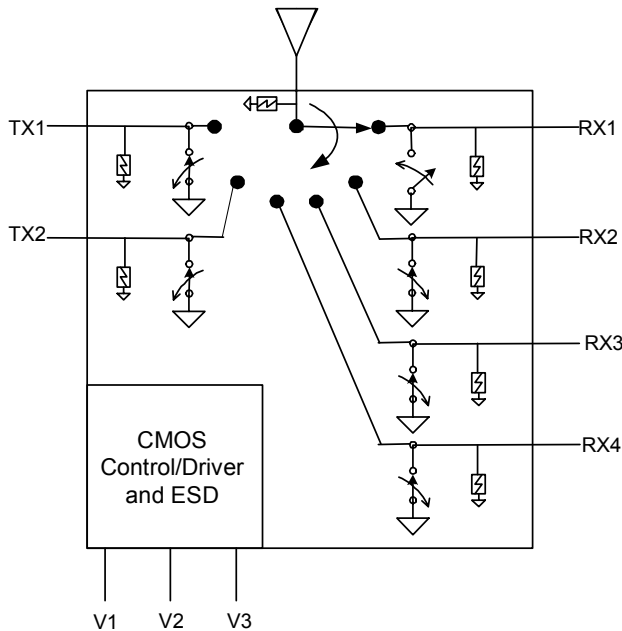 TX1
RX1
TX2
RX2
RX3
RX4
CMOS
Control/Driver
and ESD
V1
V2
V3